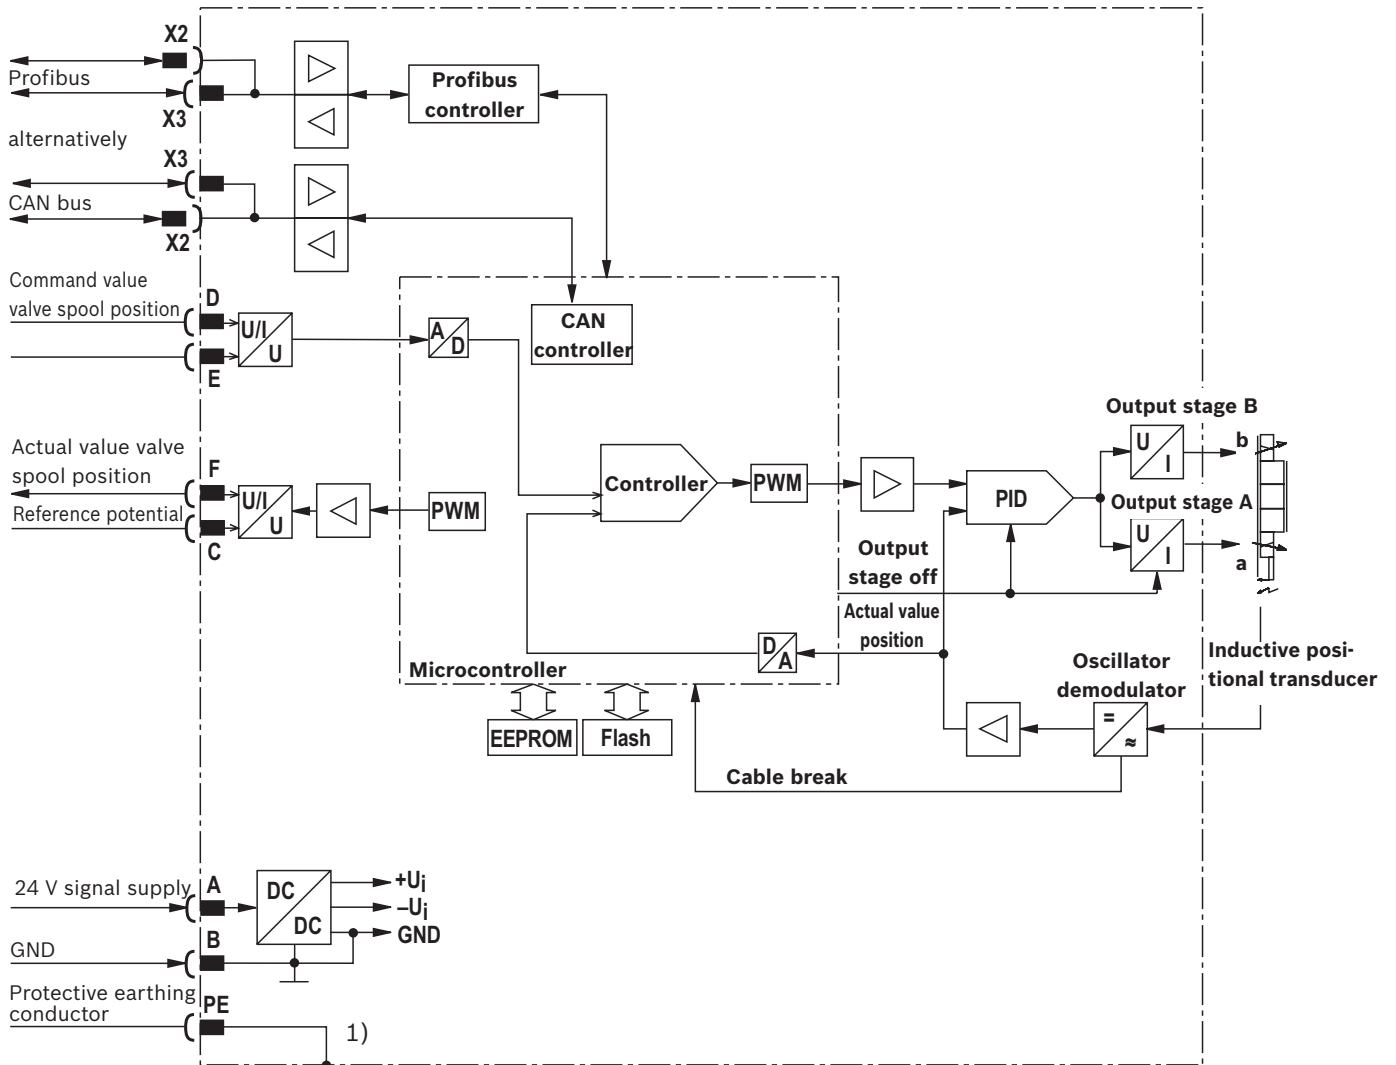 X2
Profibus
X3
Profibus
controller
alternatively
X3
CAN bus
X2
Command value
valve spool position
D
E
U/I
U
A
D
CAN
controller
Actual value valve
spool position
F
Reference potential
C
U/I
U
PWM
Controller
PWM
PID
Output stage B
U
I
b
Output stage A
U
I
a
Output
stage off
Actual value
position
D
A
Microcontroller
EEPROM
Flash
Oscillator
demodulator
=
≈
Inductive posi-
tional transducer
Cable break
24 V signal supply
A
DC
DC
+Ui
–Ui
GND
GND
B
Protective earthing
conductor
PE
1)